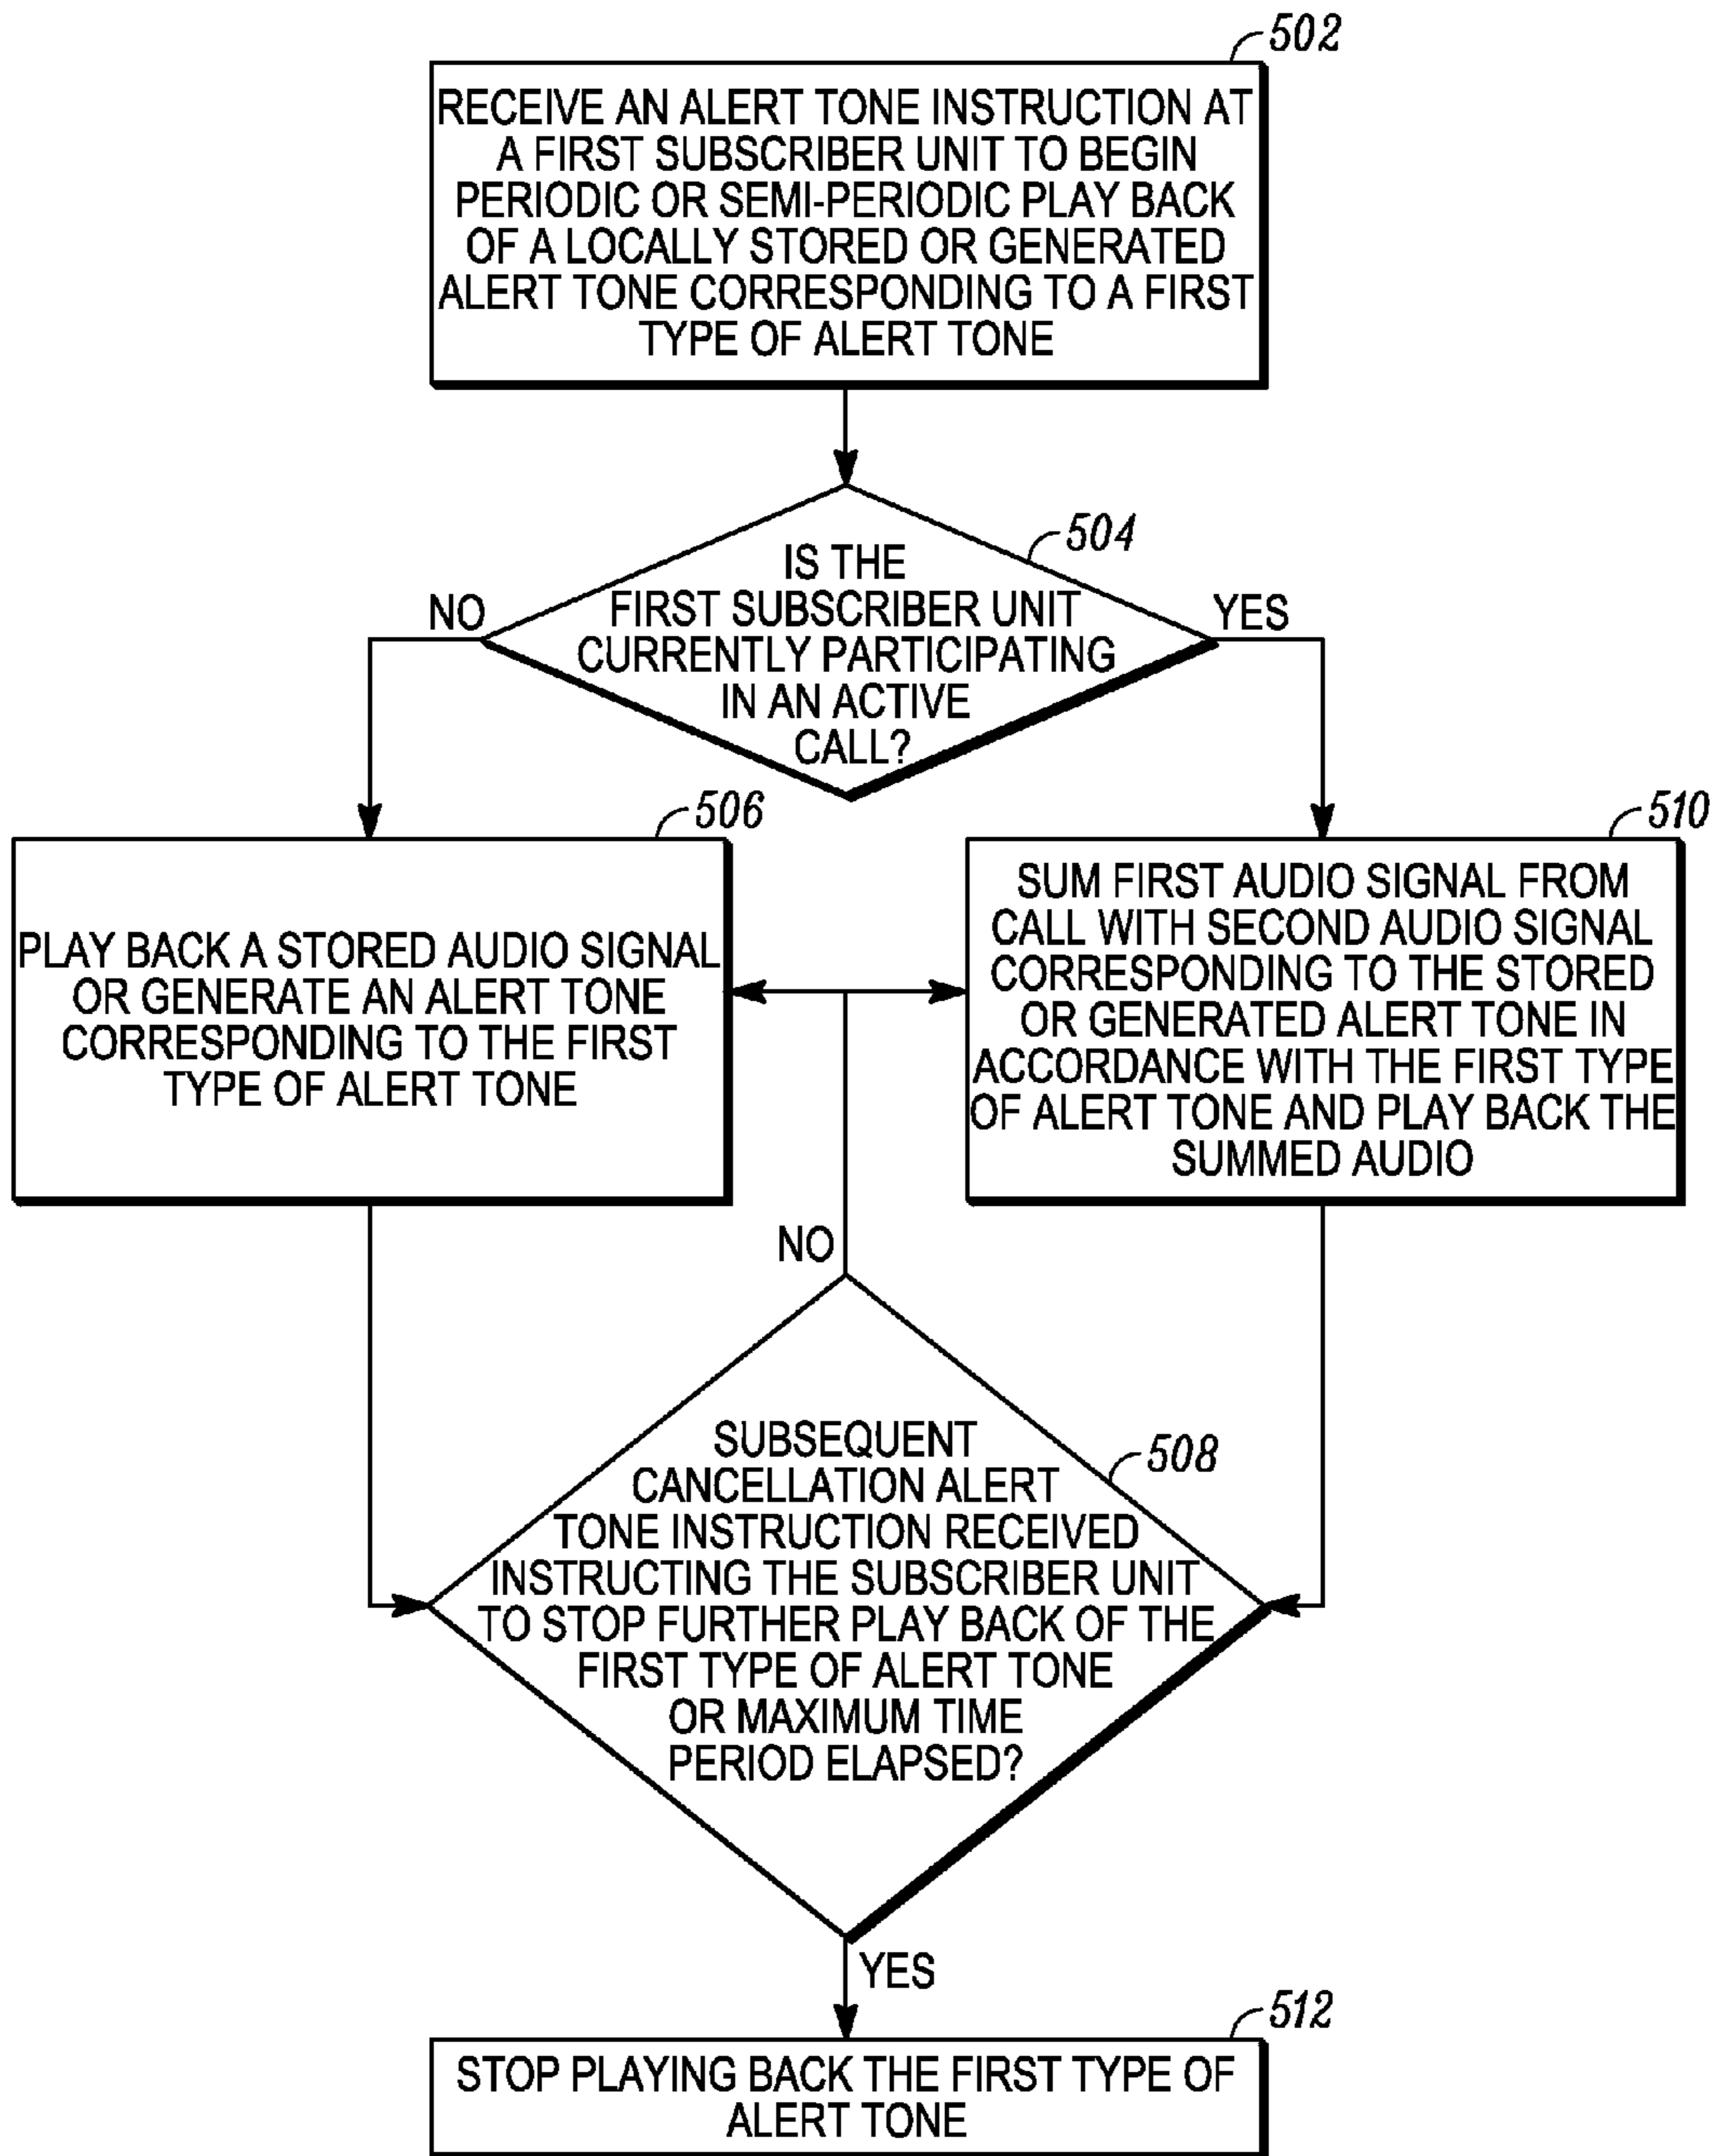 502
RECEIVE AN ALERT TONE INSTRUCTION AT
A FIRST SUBSCRIBER UNIT TO BEGIN
PERIODIC OR SEMI-PERIODIC PLAY BACK
OF A LOCALLY STORED OR GENERATED
ALERT TONE CORRESPONDING TO A FIRST
TYPE OF ALERT TONE
504
IS THE
FIRST SUBSCRIBER UNIT
CURRENTLY PARTICIPATING
IN AN ACTIVE
CALL?
NO
YES
506
PLAY BACK A STORED AUDIO SIGNAL
OR GENERATE AN ALERT TONE
CORRESPONDING TO THE FIRST
TYPE OF ALERT TONE
510
SUM FIRST AUDIO SIGNAL FROM
CALL WITH SECOND AUDIO SIGNAL
CORRESPONDING TO THE STORED
OR GENERATED ALERT TONE IN
ACCORDANCE WITH THE FIRST TYPE
OF ALERT TONE AND PLAY BACK THE
SUMMED AUDIO
NO
508
SUBSEQUENT
CANCELLATION ALERT
TONE INSTRUCTION RECEIVED
INSTRUCTING THE SUBSCRIBER UNIT
TO STOP FURTHER PLAY BACK OF THE
FIRST TYPE OF ALERT TONE
OR MAXIMUM TIME
PERIOD ELAPSED?
YES
512
STOP PLAYING BACK THE FIRST TYPE OF
ALERT TONE